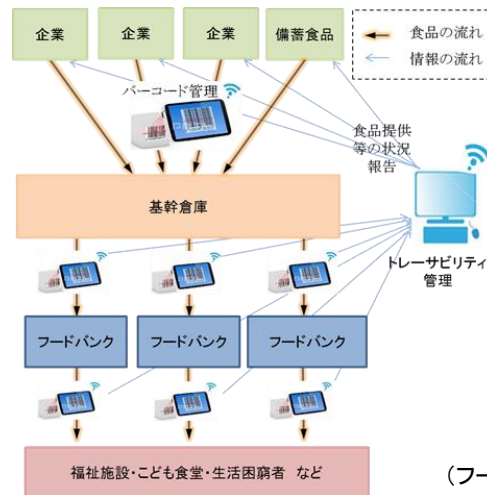 企業
企業
企業
備蓄食品
食品の流れ
情報の流れ
バーコード管理
食品提供
等の状況
報告
基幹倉庫
トレーサビリティ
管理
フードバンク
フードバンク
フードバンク
福祉施設・こども食堂・生活困窮者 など
(フー